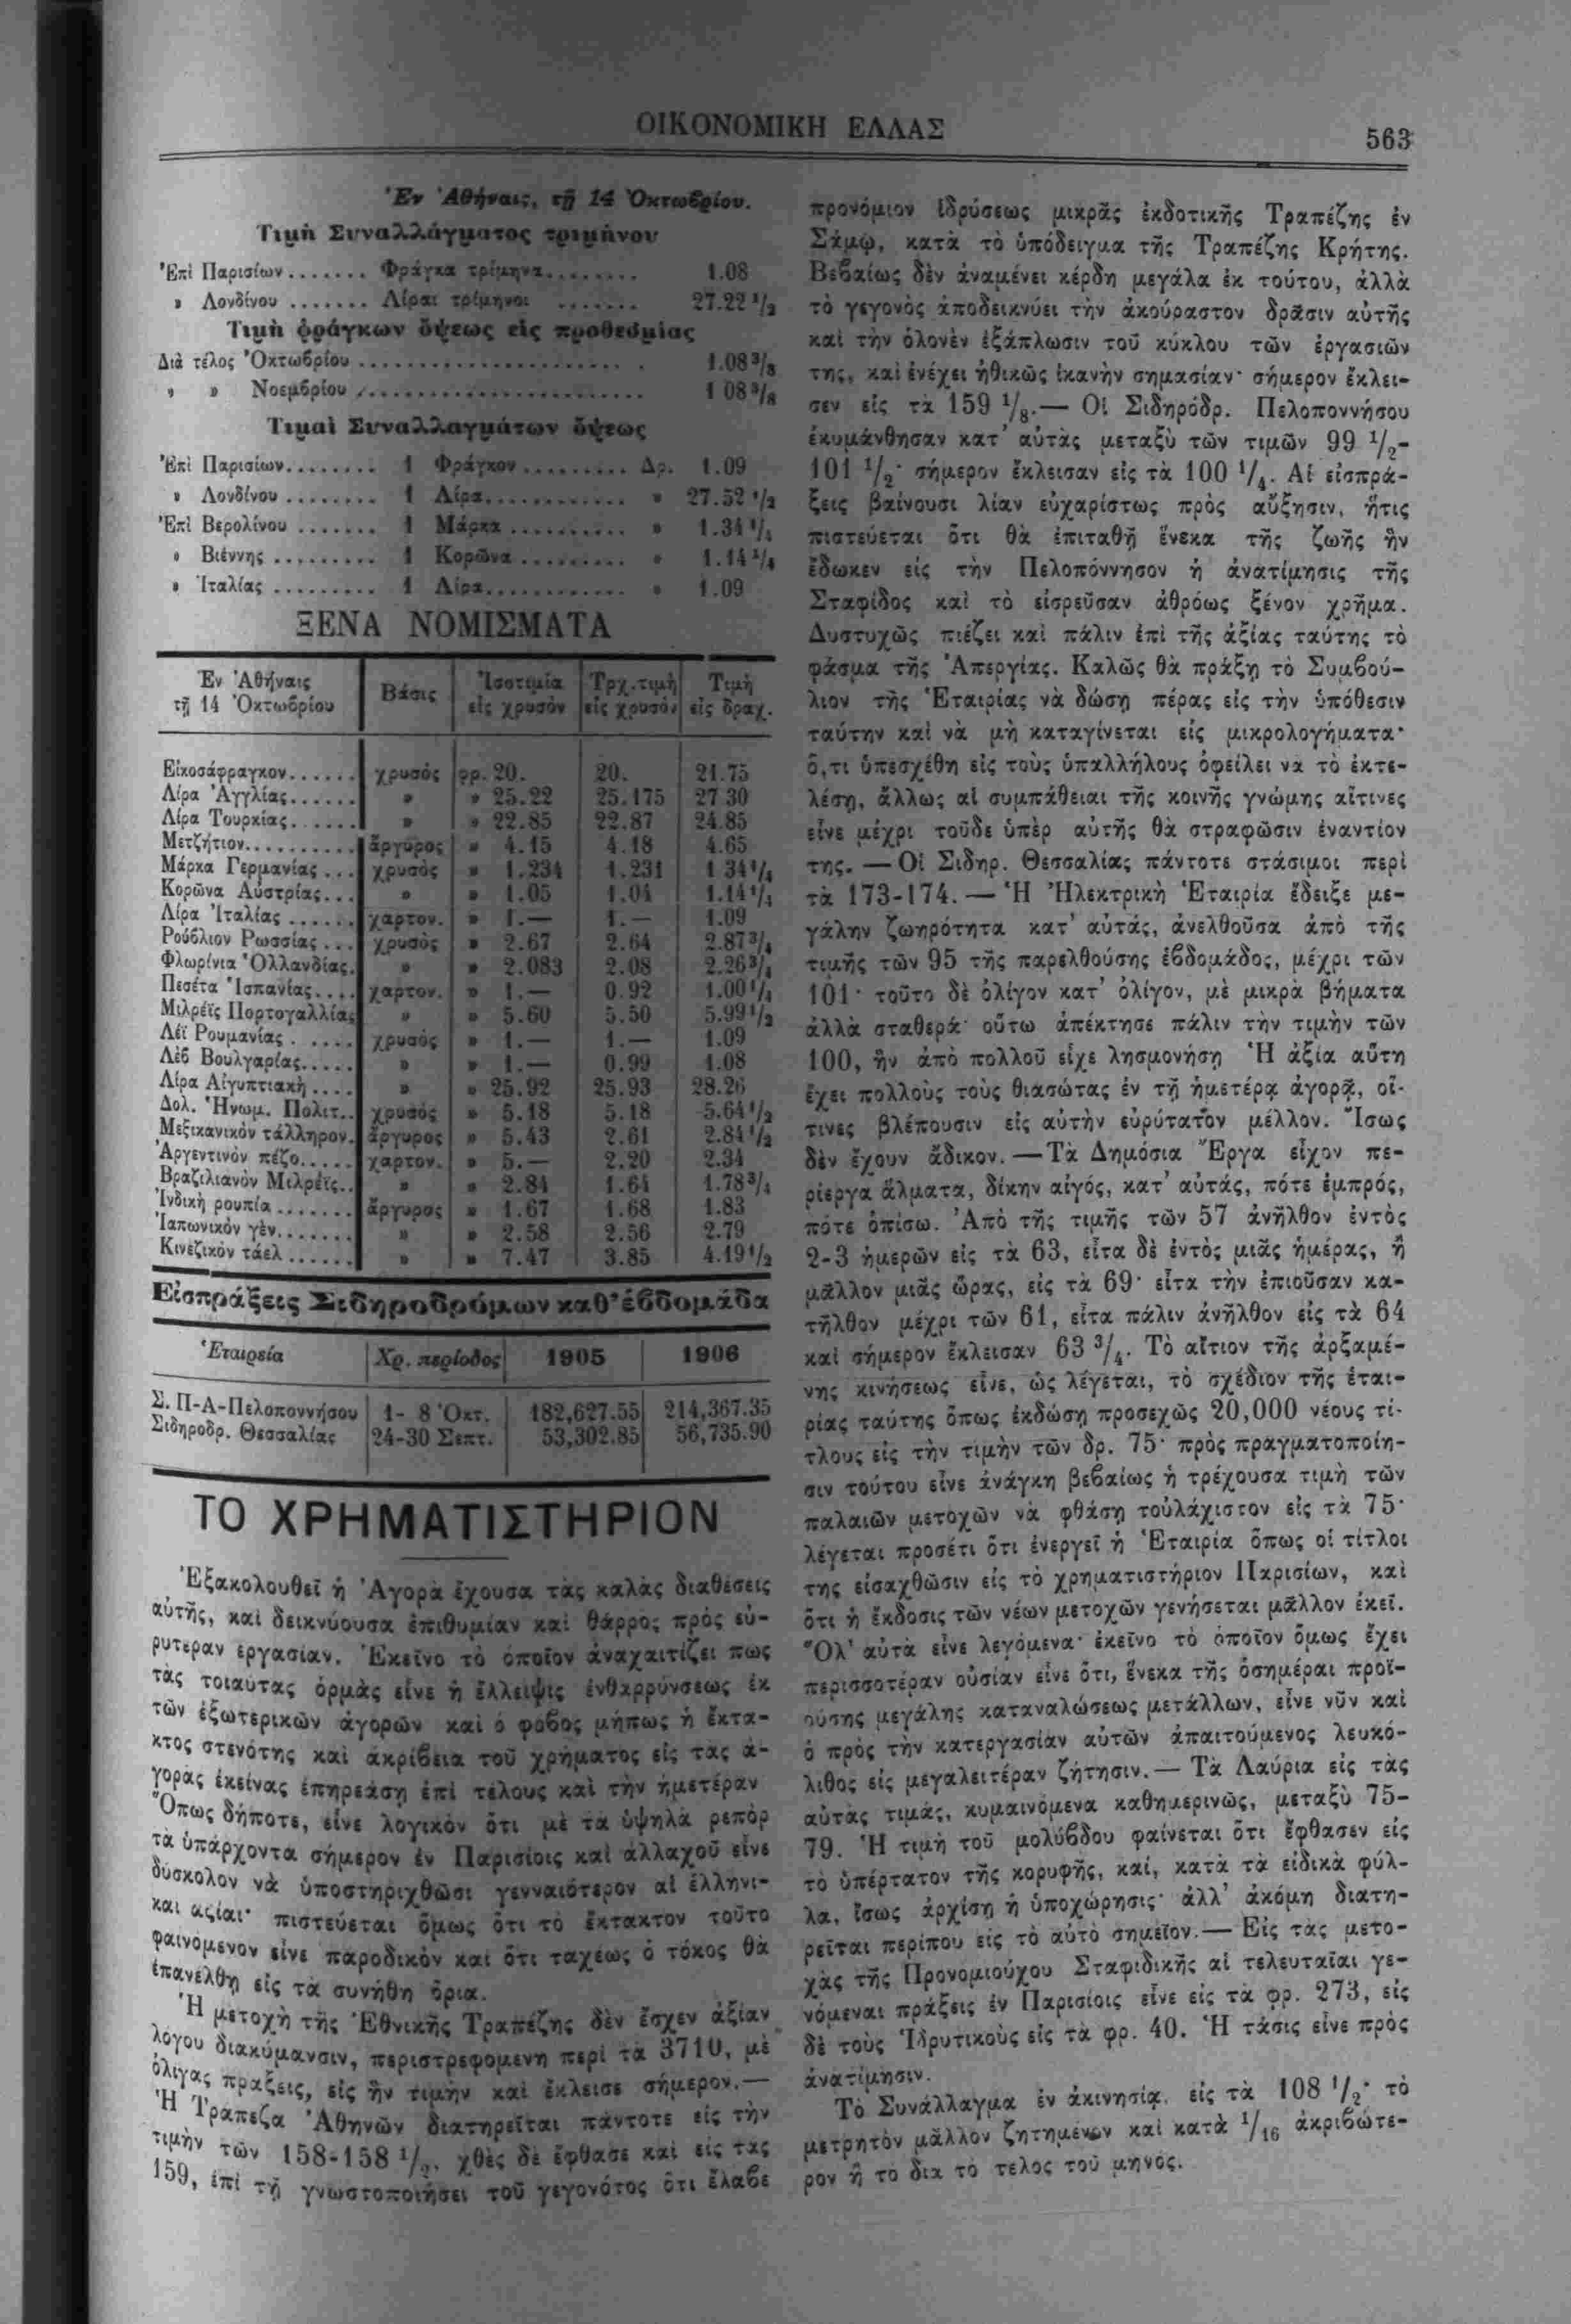 ΟΙΚΟΝΟΜΙΚΗ ΕΛΛΑΣ
563
Ἐν Ἀθήναις, τῇ 14 Ὀκτωβρίου.
Τιμὴ Συναλλάγματος τριμήνου
Ἐπὶ Παρισίων....... Φράγκα τρίμηνα......... 1.08
» Λονδίνου ....... Λίραι τρίμηνοι ....... 27.22 1/2
Τιμὴ φράγκων ὄψεως εἰς προθεσμίας
Διὰ τέλος Ὀκτωβρίου ...................... 1.08 3/8
» » Νοεμβρίου ...................... 1 08 3/8
Τιμαὶ Συναλλαγμάτων ὄψεως
Ἐπὶ Παρισίων........ 1 Φράγκον ......... Δρ. 1.09
» Λονδίνου ........ 1 Λίρα............. » 27.52 1/2
Ἐπὶ Βερολίνου ....... 1 Μάρκα .......... » 1.34 1/4
» Βιέννης ......... 1 Κορῶνα ......... » 1.14 1/4
» Ἰταλίας ......... 1 Λίρα............ » 1.09
ΞΕΝΑ ΝΟΜΙΣΜΑΤΑ
Ἐν Ἀθήναις τῇ 14 Ὀκτωβρίου | Βάσις | Ἰσοτιμία εἰς χρυσόν | Τρχ. τιμὴ εἰς χρυσόν | Τιμὴ εἰς δραχ.
Εἰκοσάφραγκον...... χρυσὸς φρ. 20. 20. 21.75
Λίρα Ἀγγλίας...... » » 25.22 25.175 27 30
Λίρα Τουρκίας...... » » 22.85 22.87 24.85
Μετζήτιον.......... ἄργυρος » 4.15 4.18 4.65
Μάρκα Γερμανίας ... χρυσὸς » 1.234 1.231 1 34 1/4
Κορῶνα Αὐστρίας... » » 1.05 1.04 1.14 1/4
Λίρα Ἰταλίας ...... χαρτον. » 1.— 1.— 1.09
Ρούβλιον Ρωσσίας ... χρυσὸς » 2.67 2.64 2.87 3/4
Φλωρίνια Ὀλλανδίας. » » 2.083 2.08 2.26 3/4
Πεσέτα Ἱσπανίας.... χαρτον. » 1.— 0.92 1.00 1/4
Μιλρέϊς Πορτογαλλίας » » 5.60 5.50 5.99 1/2
Λέϊ Ρουμανίας ...... χρυσὸς » 1.— 1.— 1.09
Λὲβ Βουλγαρίας..... » » 1.— 0.99 1.08
Λίρα Αἰγυπτιακὴ .... » » 25.92 25.93 28.26
Δολ. Ἡνωμ. Πολιτ.. χρυσὸς » 5.18 5.18 5.64 1/2
Μεξικανικὸν τάλληρον. ἄργυρος » 5.43 2.61 2.84 1/2
Ἀργεντινὸν πέζο..... χαρτον. » 5.— 2.20 2.34
Βραζιλιανὸν Μιλρέϊς.. » » 2.84 1.64 1.78 3/4
Ἰνδικὴ ρουπία....... ἄργυρος » 1.67 1.68 1.83
Ἰαπωνικὸν γέν....... » » 2.58 2.56 2.79
Κινεζικὸν τάελ ...... » » 7.47 3.85 4.19 1/2
Εἰσπράξεις Σιδηροδρόμων καθ' ἑβδομάδα
Ἑταιρεία | Χρ. περίοδος | 1905 | 1906
Σ. Π-Α-Πελοποννήσου 1- 8 Ὀκτ. 182,627.55 214,367.35
Σιδηροδρ. Θεσσαλίας 24-30 Σεπτ. 53,302.85 56,735.90
ΤΟ ΧΡΗΜΑΤΙΣΤΗΡΙΟΝ
Ἐξακολουθεῖ ἡ Ἀγορὰ ἔχουσα τὰς καλὰς διαθέσεις
αὐτῆς, καὶ δεικνύουσα ἐπιθυμίαν καὶ θάρρος πρὸς εὐ-
ρυτεραν ἐργασίαν. Ἐκεῖνο τὸ ὁποῖον ἀναχαιτίζει πως
τὰς τοιαύτας ὁρμὰς εἶνε ἡ ἔλλειψις ἐνθαρρύνσεως ἐκ
τῶν ἐξωτερικῶν ἀγορῶν καὶ ὁ φόβος μήπως ἡ ἔκτα-
κτος στενότης καὶ ἀκρίβεια τοῦ χρήματος εἰς τὰς ἀ-
γορὰς ἐκείνας ἐπηρεάσῃ ἐπὶ τέλους καὶ τὴν ἡμετέραν
Ὅπως δήποτε, εἶνε λογικὸν ὅτι μὲ τὰ ὑψηλὰ ρεπὸρ
τὰ ὑπάρχοντα σήμερον ἐν Παρισίοις καὶ ἀλλαχοῦ εἶνε
δύσκολον νὰ ὑποστηριχθῶσι γενναιότερον αἱ ἑλληνι-
καὶ ἀξίαι· πιστεύεται ὅμως ὅτι τὸ ἔκτακτον τοῦτο
φαινόμενον εἶνε παροδικὸν καὶ ὅτι ταχέως ὁ τόκος θὰ
ἐπανέλθῃ εἰς τὰ συνήθη ὅρια.
Ἡ μετοχὴ τῆς Ἐθνικῆς Τραπέζης δὲν ἔσχεν ἀξίαν
λόγου διακύμανσιν, περιστρεφομένη περὶ τὰ 3710, μὲ
ὀλίγας πράξεις, εἰς ἣν τιμὴν καὶ ἔκλεισε σήμερον.—
Ἡ Τράπεζα Ἀθηνῶν διατηρεῖται πάντοτε εἰς τὴν
τιμὴν τῶν 158-158 1/2, χθὲς δὲ ἔφθασε καὶ εἰς τὰς
159, ἐπὶ τῇ γνωστοποιήσει τοῦ γεγονότος ὅτι ἔλαβε
προνόμιον ἱδρύσεως μικρᾶς ἐκδοτικῆς Τραπέζης ἐν
Σάμῳ, κατὰ τὸ ὑπόδειγμα τῆς Τραπέζης Κρήτης.
Βεβαίως δὲν ἀναμένει κέρδη μεγάλα ἐκ τούτου, ἀλλὰ
τὸ γεγονὸς ἀποδεικνύει τὴν ἀκούραστον δρᾶσιν αὐτῆς
καὶ τὴν ὁλονὲν ἐξάπλωσιν τοῦ κύκλου τῶν ἐργασιῶν
της, καὶ ἐνέχει ἠθικῶς ἱκανὴν σημασίαν· σήμερον ἔκλει-
σεν εἰς τὰ 159 1/8.— Οἱ Σιδηρόδρ. Πελοποννήσου
ἐκυμάνθησαν κατ' αὐτὰς μεταξὺ τῶν τιμῶν 99 1/2-
101 1/2· σήμερον ἔκλεισαν εἰς τὰ 100 1/4. Αἱ εἰσπρά-
ξεις βαίνουσι λίαν εὐχαρίστως πρὸς αὔξησιν, ἥτις
πιστεύεται ὅτι θὰ ἐπιταθῇ ἕνεκα τῆς ζωῆς ἣν
ἔδωκεν εἰς τὴν Πελοπόννησον ἡ ἀνατίμησις τῆς
Σταφίδος καὶ τὸ εἰσρεῦσαν ἀθρόως ξένον χρῆμα.
Δυστυχῶς πιέζει καὶ πάλιν ἐπὶ τῆς ἀξίας ταύτης τὸ
φάσμα τῆς Ἀπεργίας. Καλῶς θὰ πράξῃ τὸ Συμβού-
λιον τῆς Ἑταιρίας νὰ δώσῃ πέρας εἰς τὴν ὑπόθεσιν
ταύτην καὶ νὰ μὴ καταγίνεται εἰς μικρολογήματα·
ὅ,τι ὑπεσχέθη εἰς τοὺς ὑπαλλήλους ὀφείλει νὰ τὸ ἐκτε-
λέσῃ, ἄλλως αἱ συμπάθειαι τῆς κοινῆς γνώμης αἵτινες
εἶνε μέχρι τοῦδε ὑπὲρ αὐτῆς θὰ στραφῶσιν ἐναντίον
της. — Οἱ Σιδηρ. Θεσσαλίας πάντοτε στάσιμοι περὶ
τὰ 173-174.— Ἡ Ἠλεκτρικὴ Ἑταιρία ἔδειξε με-
γάλην ζωηρότητα κατ' αὐτάς, ἀνελθοῦσα ἀπὸ τῆς
τιμῆς τῶν 95 τῆς παρελθούσης ἑβδομάδος, μέχρι τῶν
101· τοῦτο δὲ ὀλίγον κατ' ὀλίγον, μὲ μικρὰ βήματα
ἀλλὰ σταθερά· οὕτω ἀπέκτησε πάλιν τὴν τιμὴν τῶν
100, ἣν ἀπὸ πολλοῦ εἶχε λησμονήσῃ Ἡ ἀξία αὕτη
ἔχει πολλοὺς τοὺς θιασώτας ἐν τῇ ἡμετέρᾳ ἀγορᾷ, οἵ-
τινες βλέπουσιν εἰς αὐτὴν εὐρύτατον μέλλον. Ἴσως
δὲν ἔχουν ἄδικον. — Τὰ Δημόσια Ἔργα εἶχον πε-
ρίεργα ἅλματα, δίκην αἰγός, κατ' αὐτάς, πότε ἐμπρός,
πότε ὀπίσω. Ἀπὸ τῆς τιμῆς τῶν 57 ἀνῆλθον ἐντὸς
2-3 ἡμερῶν εἰς τὰ 63, εἶτα δὲ ἐντὸς μιᾶς ἡμέρας, ἢ
μᾶλλον μιᾶς ὥρας, εἰς τὰ 69· εἶτα τὴν ἐπιοῦσαν κα-
τῆλθον μέχρι τῶν 61, εἶτα πάλιν ἀνῆλθον εἰς τὰ 64
καὶ σήμερον ἔκλεισαν 63 3/4. Τὸ αἴτιον τῆς ἀρξαμέ-
νης κινήσεως εἶνε, ὡς λέγεται, τὸ σχέδιον τῆς ἑται-
ρίας ταύτης ὅπως ἐκδώσῃ προσεχῶς 20,000 νέους τί-
τλους εἰς τὴν τιμὴν τῶν δρ. 75· πρὸς πραγματοποίη-
σιν τούτου εἶνε ἀνάγκη βεβαίως ἡ τρέχουσα τιμὴ τῶν
παλαιῶν μετοχῶν νὰ φθάσῃ τοὐλάχιστον εἰς τὰ 75·
λέγεται προσέτι ὅτι ἐνεργεῖ ἡ Ἑταιρία ὅπως οἱ τίτλοι
της εἰσαχθῶσιν εἰς τὸ χρηματιστήριον Παρισίων, καὶ
ὅτι ἡ ἔκδοσις τῶν νέων μετοχῶν γενήσεται μᾶλλον ἐκεῖ.
Ὅλ' αὐτὰ εἶνε λεγόμενα· ἐκεῖνο τὸ ὁποῖον ὅμως ἔχει
περισσοτέραν οὐσίαν εἶνε ὅτι, ἕνεκα τῆς ὁσημέραι προϊ-
ούσης μεγάλης καταναλώσεως μετάλλων, εἶνε νῦν καὶ
ὁ πρὸς τὴν κατεργασίαν αὐτῶν ἀπαιτούμενος λευκό-
λιθος εἰς μεγαλειτέραν ζήτησιν.— Τὰ Λαύρια εἰς τὰς
αὐτὰς τιμάς, κυμαινόμενα καθημερινῶς, μεταξὺ 75-
79. Ἡ τιμὴ τοῦ μολύβδου φαίνεται ὅτι ἔφθασεν εἰς
τὸ ὑπέρτατον τῆς κορυφῆς, καί, κατὰ τὰ εἰδικὰ φύλ-
λα, ἴσως ἀρχίσῃ ἡ ὑποχώρησις· ἀλλ' ἀκόμη διατη-
ρεῖται περίπου εἰς τὸ αὐτὸ σημεῖον.— Εἰς τὰς μετο-
χὰς τῆς Προνομιούχου Σταφιδικῆς αἱ τελευταῖαι γε-
νόμεναι πράξεις ἐν Παρισίοις εἶνε εἰς τὰ φρ. 273, εἰς
δὲ τοὺς Ἱδρυτικοὺς εἰς τὰ φρ. 40. Ἡ τάσις εἶνε πρὸς
ἀνατίμησιν.
Τὸ Συνάλλαγμα ἐν ἀκινησίᾳ, εἰς τὰ 108 1/2· τὸ
μετρητὸν μᾶλλον ζητημένον καὶ κατὰ 1/16 ἀκριβώτε-
ρον ἢ τὸ διὰ τὸ τέλος τοῦ μηνός.